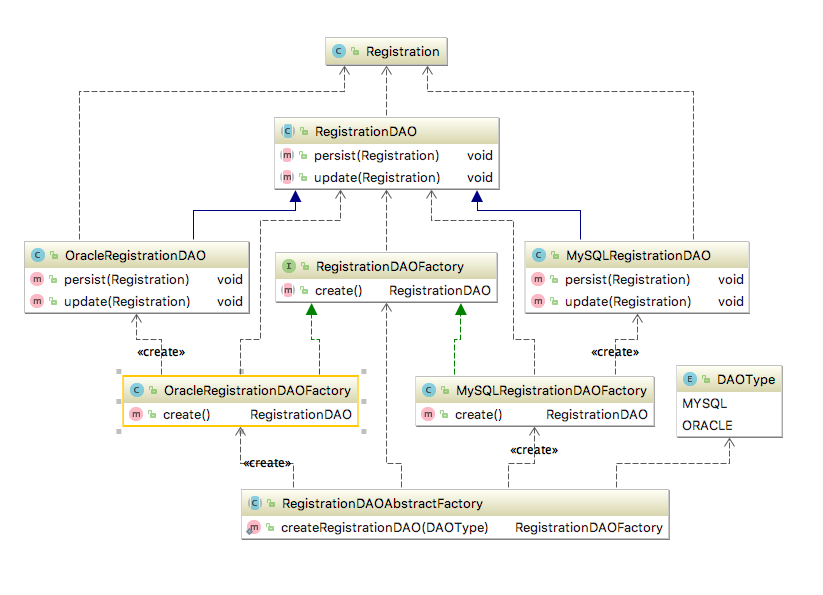 C Registration
C RegistrationDAO
m persist(Registration) void
m update(Registration) void
C OracleRegistrationDAO
m persist(Registration) void
m update(Registration) void
I RegistrationDAOFactory
m create() RegistrationDAO
C MySQLRegistrationDAO
m persist(Registration) void
m update(Registration) void
«create»
«create»
C OracleRegistrationDAOFactory
m create() RegistrationDAO
C MySQLRegistrationDAOFactory
m create() RegistrationDAO
E DAOType
MYSQL
ORACLE
«create»
«create»
C RegistrationDAOAbstractFactory
m createRegistrationDAO(DAOType) RegistrationDAOFactory